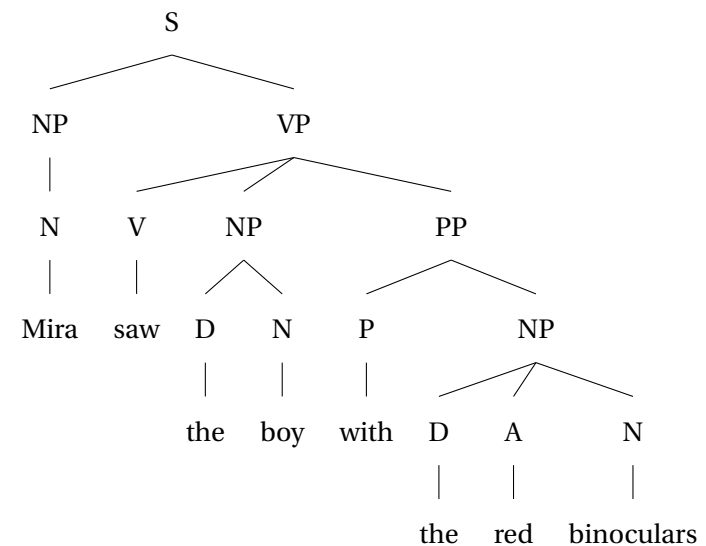 S
NP VP
N V NP PP
Mira saw D N P NP
the boy with D A N
the red binoculars